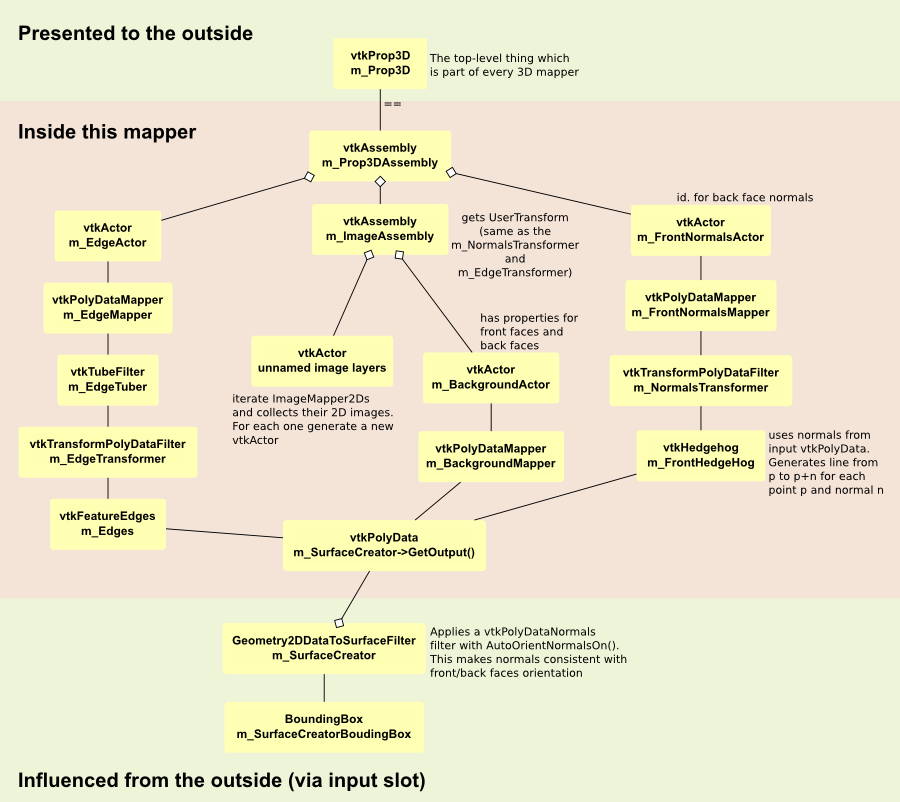 Presented to the outside
vtkProp3D
m_Prop3D
The top-level thing which
is part of every 3D mapper
==
Inside this mapper
vtkAssembly
m_Prop3DAssembly
id. for back face normals
vtkActor
m_EdgeActor
vtkAssembly
m_ImageAssembly
gets UserTransform
(same as the
m_NormalsTransformer
and
m_EdgeTransformer)
vtkActor
m_FrontNormalsActor
vtkPolyDataMapper
m_EdgeMapper
vtkPolyDataMapper
m_FrontNormalsMapper
has properties for
front faces and
back faces
vtkActor
unnamed image layers
vtkTubeFilter
m_EdgeTuber
vtkActor
m_BackgroundActor
vtkTransformPolyDataFilter
m_NormalsTransformer
iterate ImageMapper2Ds
and collects their 2D images.
For each one generate a new
vtkActor
vtkTransformPolyDataFilter
m_EdgeTransformer
vtkPolyDataMapper
m_BackgroundMapper
vtkHedgehog
m_FrontHedgeHog
uses normals from
input vtkPolyData.
Generates line from
p to p+n for each
point p and normal n
vtkFeatureEdges
m_Edges
vtkPolyData
m_SurfaceCreator->GetOutput()
Geometry2DDataToSurfaceFilter
m_SurfaceCreator
Applies a vtkPolyDataNormals
filter with AutoOrientNormalsOn().
This makes normals consistent with
front/back faces orientation
BoundingBox
m_SurfaceCreatorBoudingBox
Influenced from the outside (via input slot)